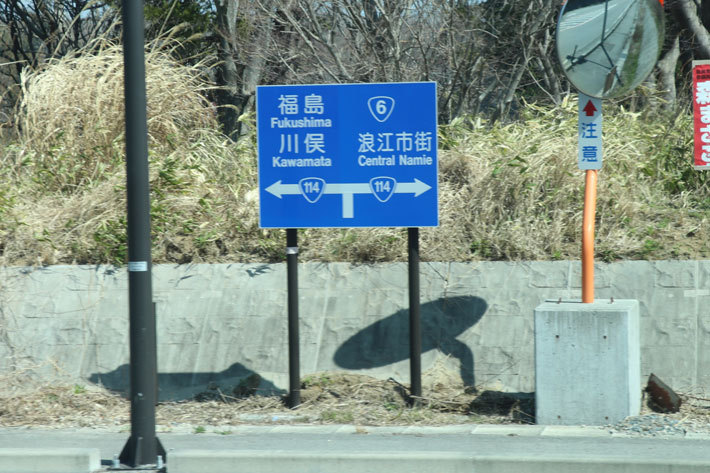 福島
Fukushima
川俣
Kawamata
6
浪江市街
Central Namie
114
114
注意